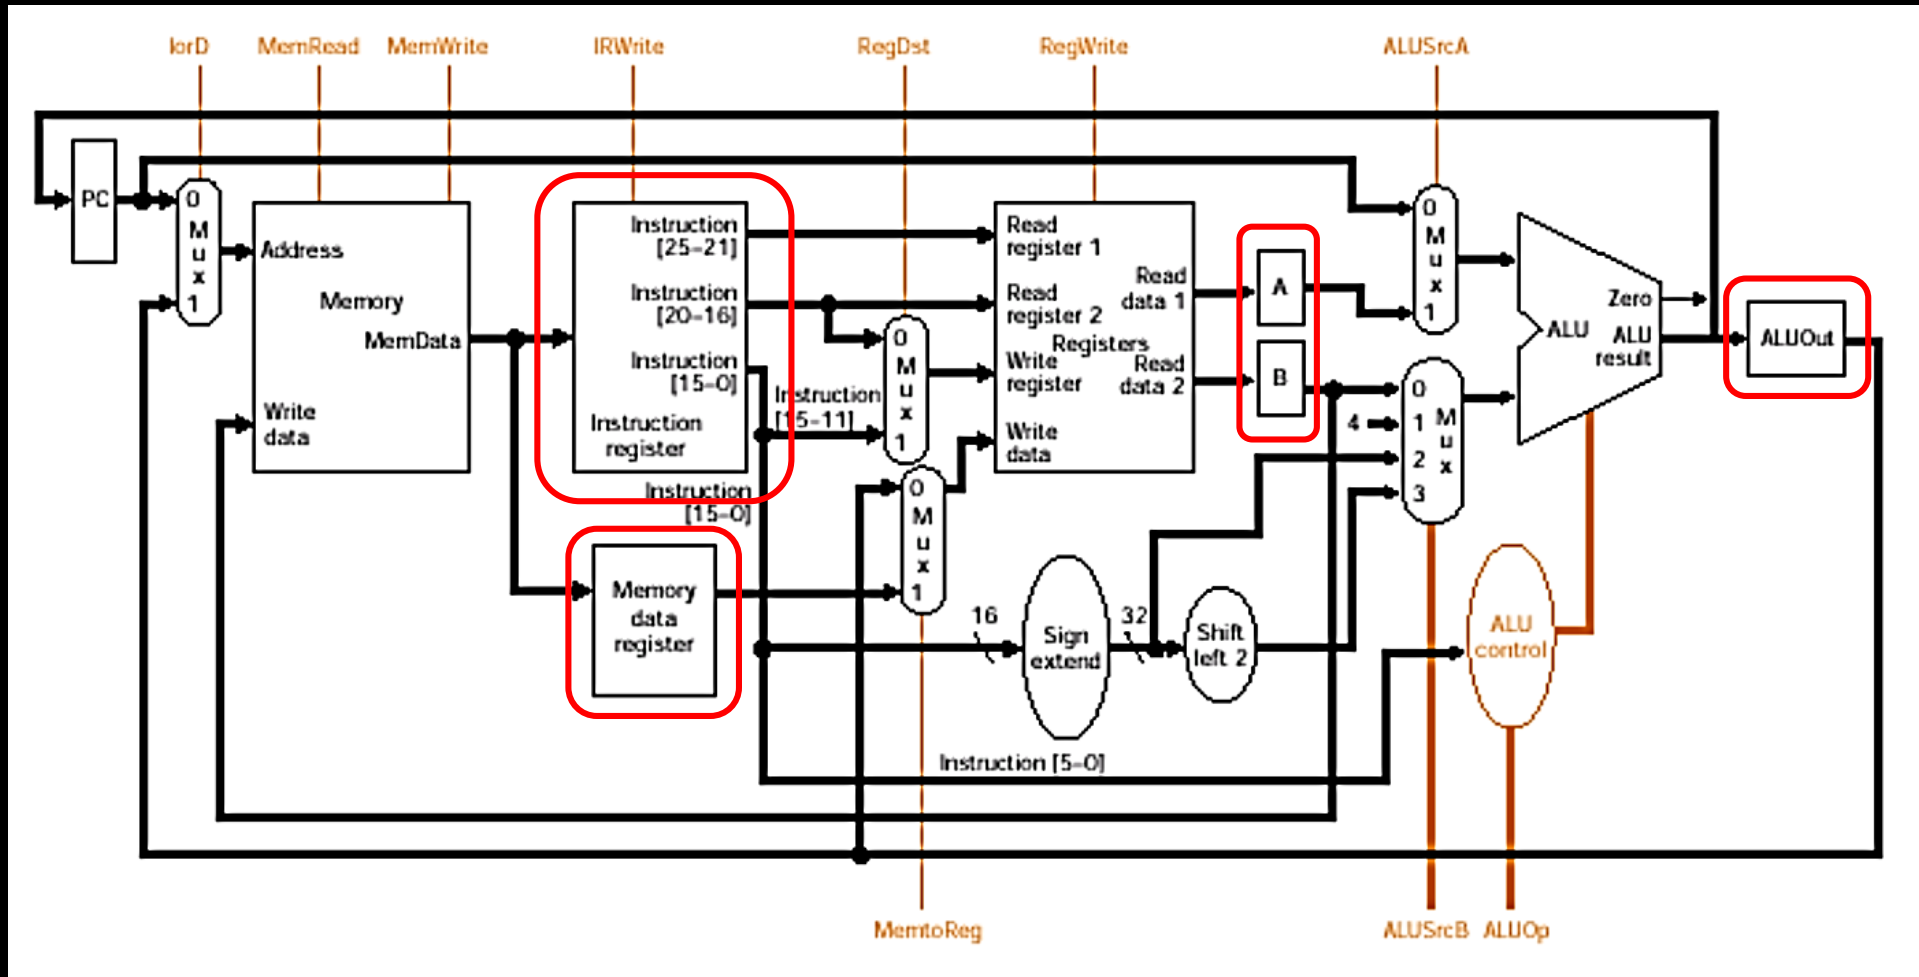 IorD
MemRead
MemWrite
IRWrite
RegDst
RegWrite
ALUSrcA
PC
0
M
u
x
1
Address
Memory
MemData
Write
data
Instruction
[25-21]
Instruction
[20-16]
Instruction
[15-0]
Instruction
register
Instruction
[15-11]
Instruction
[15-0]
Memory
data
register
0
M
u
x
1
0
M
u
x
1
Read
register 1
Read
register 2
Registers
Write
register
Write
data
Read
data 1
Read
data 2
A
B
4
0
M
u
x
1
0
1
2
3
M
u
x
Zero
ALU
ALU
result
ALUOut
16
Sign
extend
32
Shift
left 2
ALU
control
Instruction [5-0]
MemtoReg
ALUSrcB
ALUOp